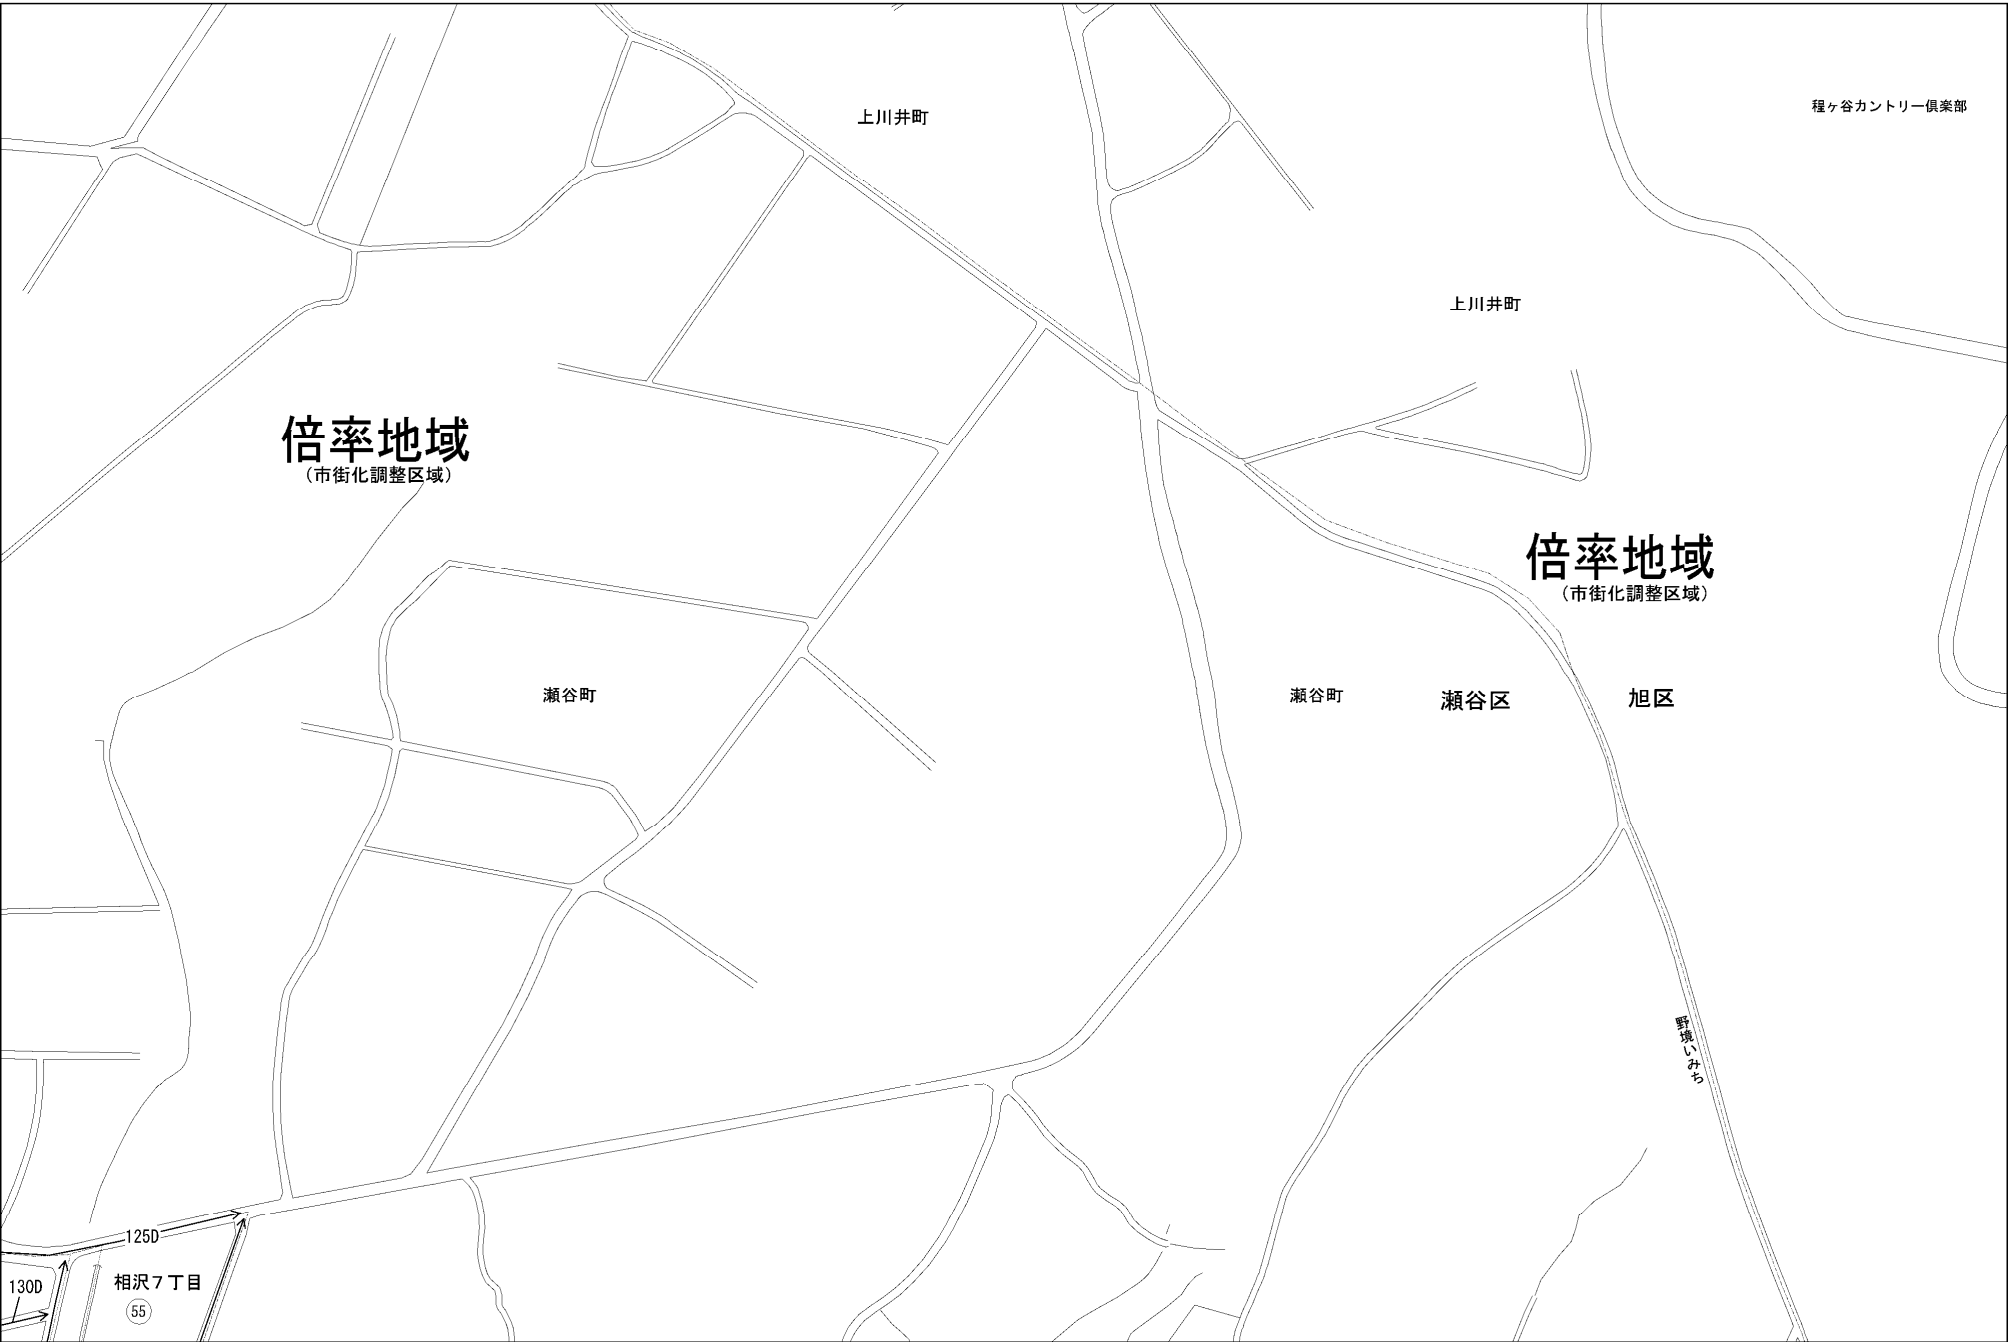 上川井町
程ヶ谷カントリー倶楽部
上川井町
倍率地域
（市街化調整区域）
倍率地域
（市街化調整区域）
瀬谷町
瀬谷町
瀬谷区
旭区
野境いみち
125D
130D
相沢７丁目
55